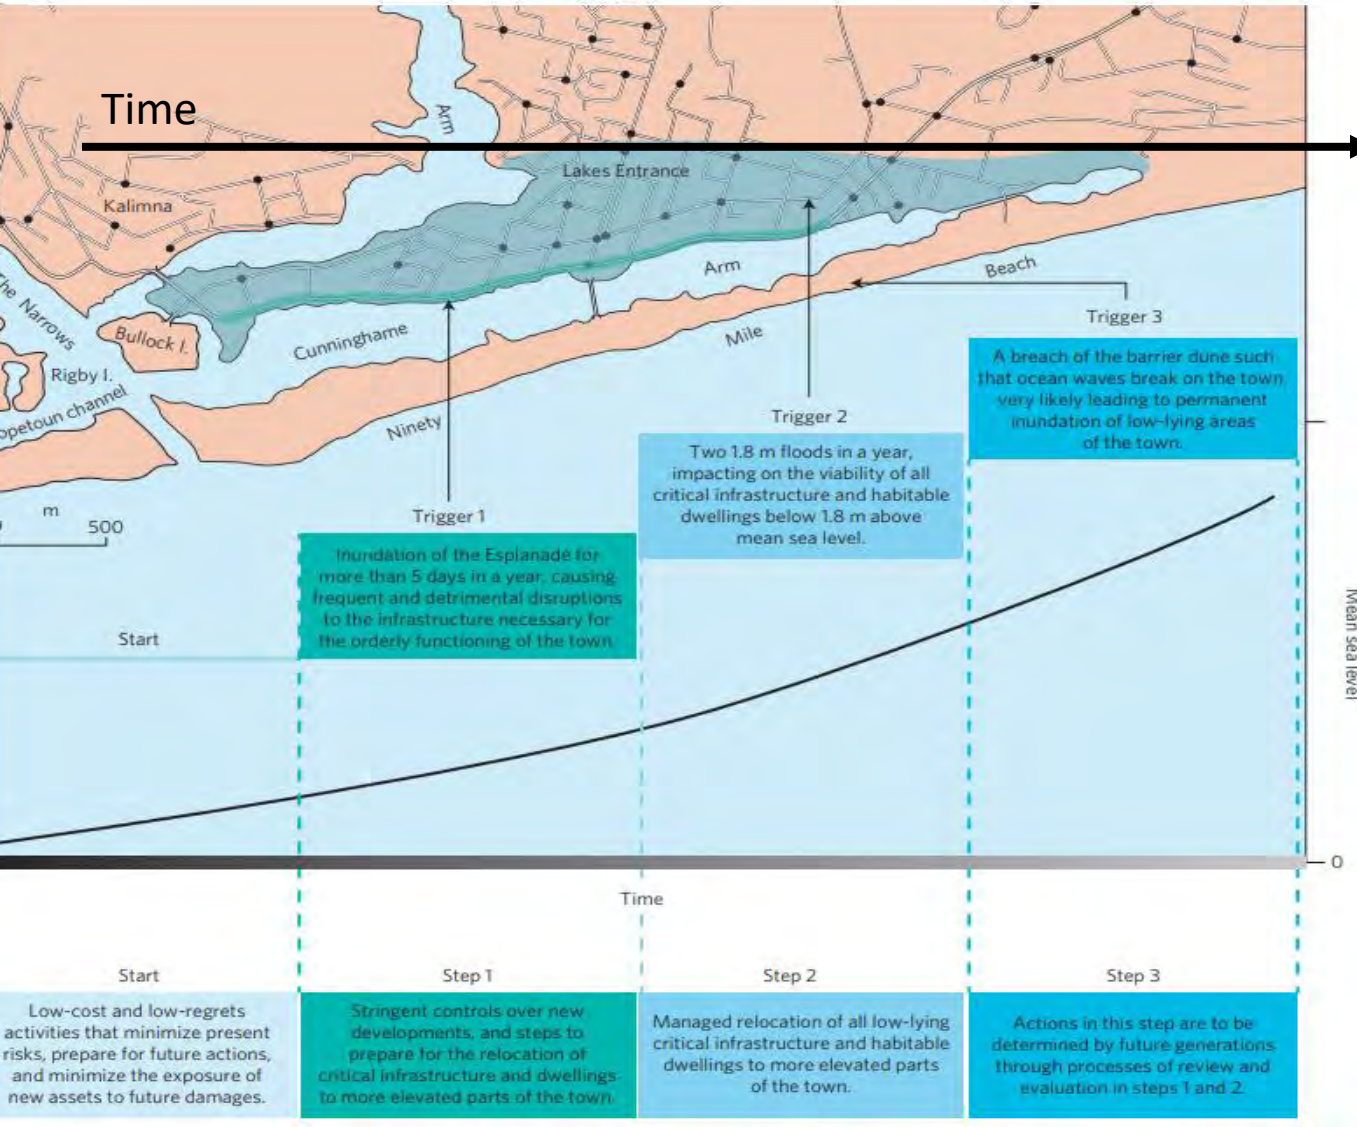 Time
Arm
Lakes Entrance
Kalimna
The Narrows
Bullock I.
Rigby I.
opetoun channel
Cunninghame
Arm
Ninety
Mile
Beach
m
500
Trigger 3
A breach of the barrier dune such
that ocean waves break on the town
very likely leading to permanent
inundation of low-lying areas
of the town.
Trigger 2
Two 1.8 m floods in a year,
impacting on the viability of all
critical infrastructure and habitable
dwellings below 1.8 m above
mean sea level.
Trigger 1
Inundation of the Esplanade for
more than 5 days in a year, causing
frequent and detrimental disruptions
to the infrastructure necessary for
the orderly functioning of the town.
Start
Mean sea level
0
Time
Start
Low-cost and low-regrets
activities that minimize present
risks, prepare for future actions,
and minimize the exposure of
new assets to future damages.
Step 1
Stringent controls over new
developments, and steps to
prepare for the relocation of
critical infrastructure and dwellings
to more elevated parts of the town.
Step 2
Managed relocation of all low-lying
critical infrastructure and habitable
dwellings to more elevated parts
of the town.
Step 3
Actions in this step are to be
determined by future generations
through processes of review and
evaluation in steps 1 and 2.